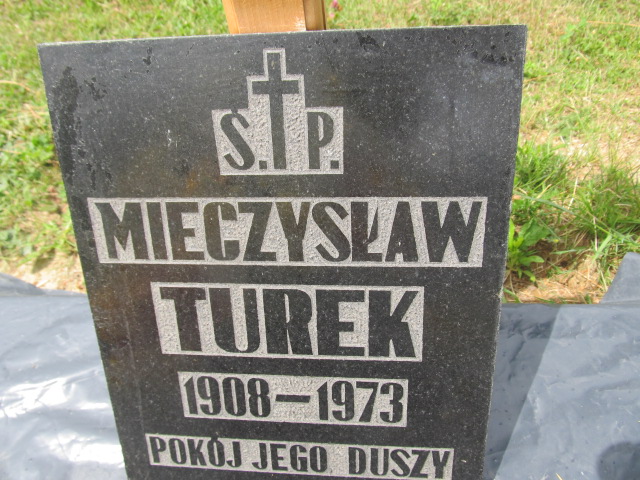 Ś. P.
MIECZYSŁAW
TUREK
1908-1973
POKÓJ JEGO DUSZY